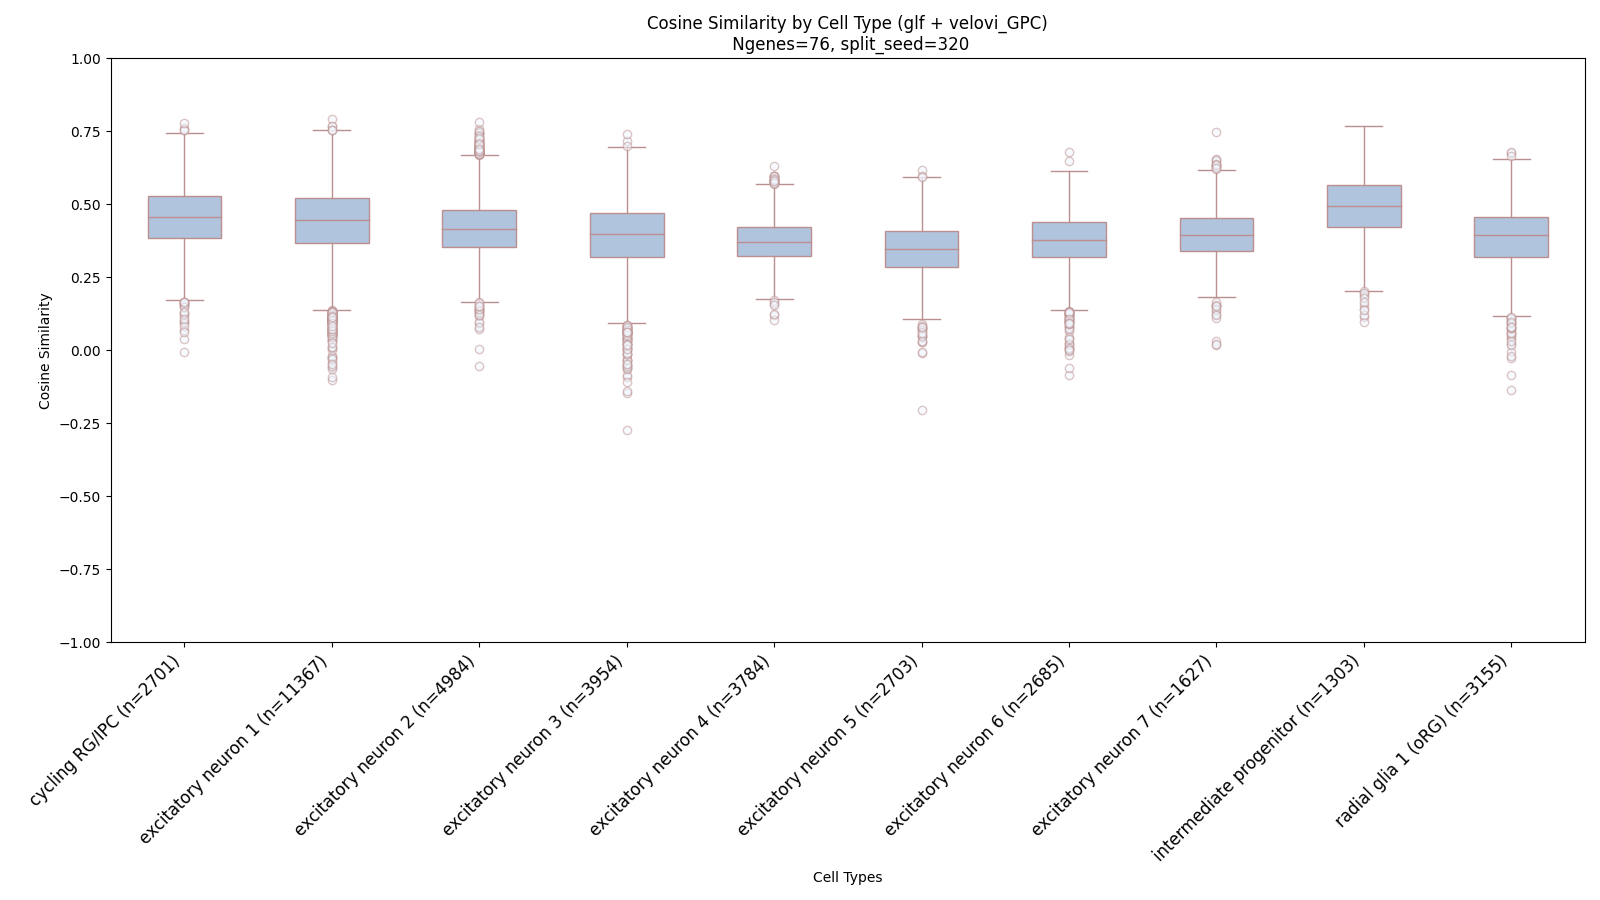 Cosine Similarity by Cell Type (glf + velovi_GPC)
Ngenes=76, split_seed=320
1.00
0.75
0.50
0.25
0.00
−0.25
−0.50
−0.75
−1.00
Cosine Similarity
cycling RG/IPC (n=2701)
excitatory neuron 1 (n=11367)
excitatory neuron 2 (n=4984)
excitatory neuron 3 (n=3954)
excitatory neuron 4 (n=3784)
excitatory neuron 5 (n=2703)
excitatory neuron 6 (n=2685)
excitatory neuron 7 (n=1627)
intermediate progenitor (n=1303)
radial glia 1 (oRG) (n=3155)
Cell Types